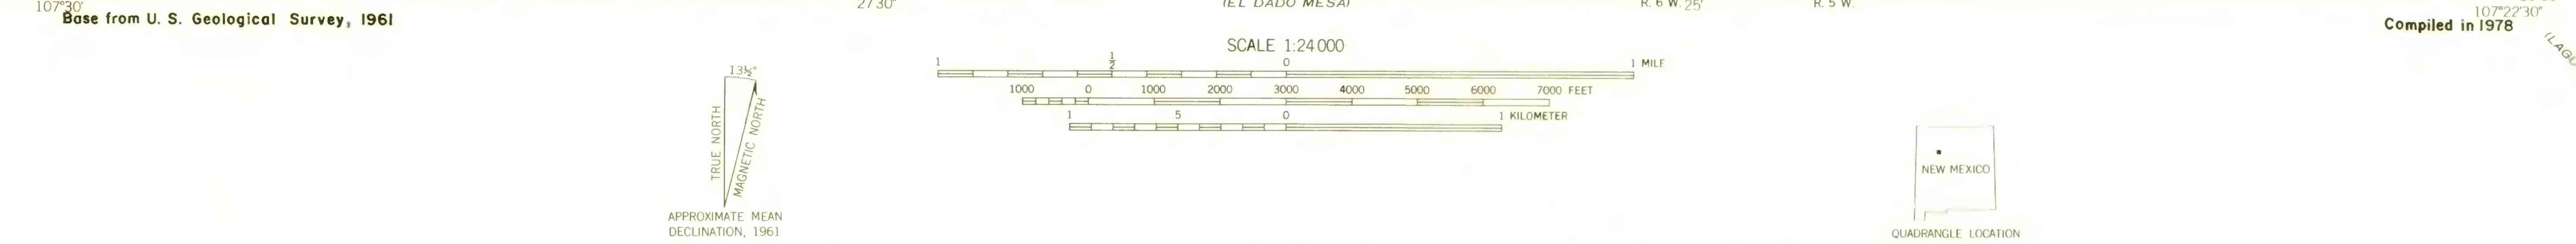 107°30'
27'30"
(EL DADO MESA)
R. 6 W. 25'
R. 5 W.
107°22'30"
Base from U. S. Geological Survey, 1961
Compiled in 1978
SCALE 1:24 000
1 1/2 0 1 MILE
1000 0 1000 2000 3000 4000 5000 6000 7000 FEET
1 5 0 1 KILOMETER
13½°
TRUE NORTH
MAGNETIC NORTH
APPROXIMATE MEAN
DECLINATION, 1961
NEW MEXICO
QUADRANGLE LOCATION